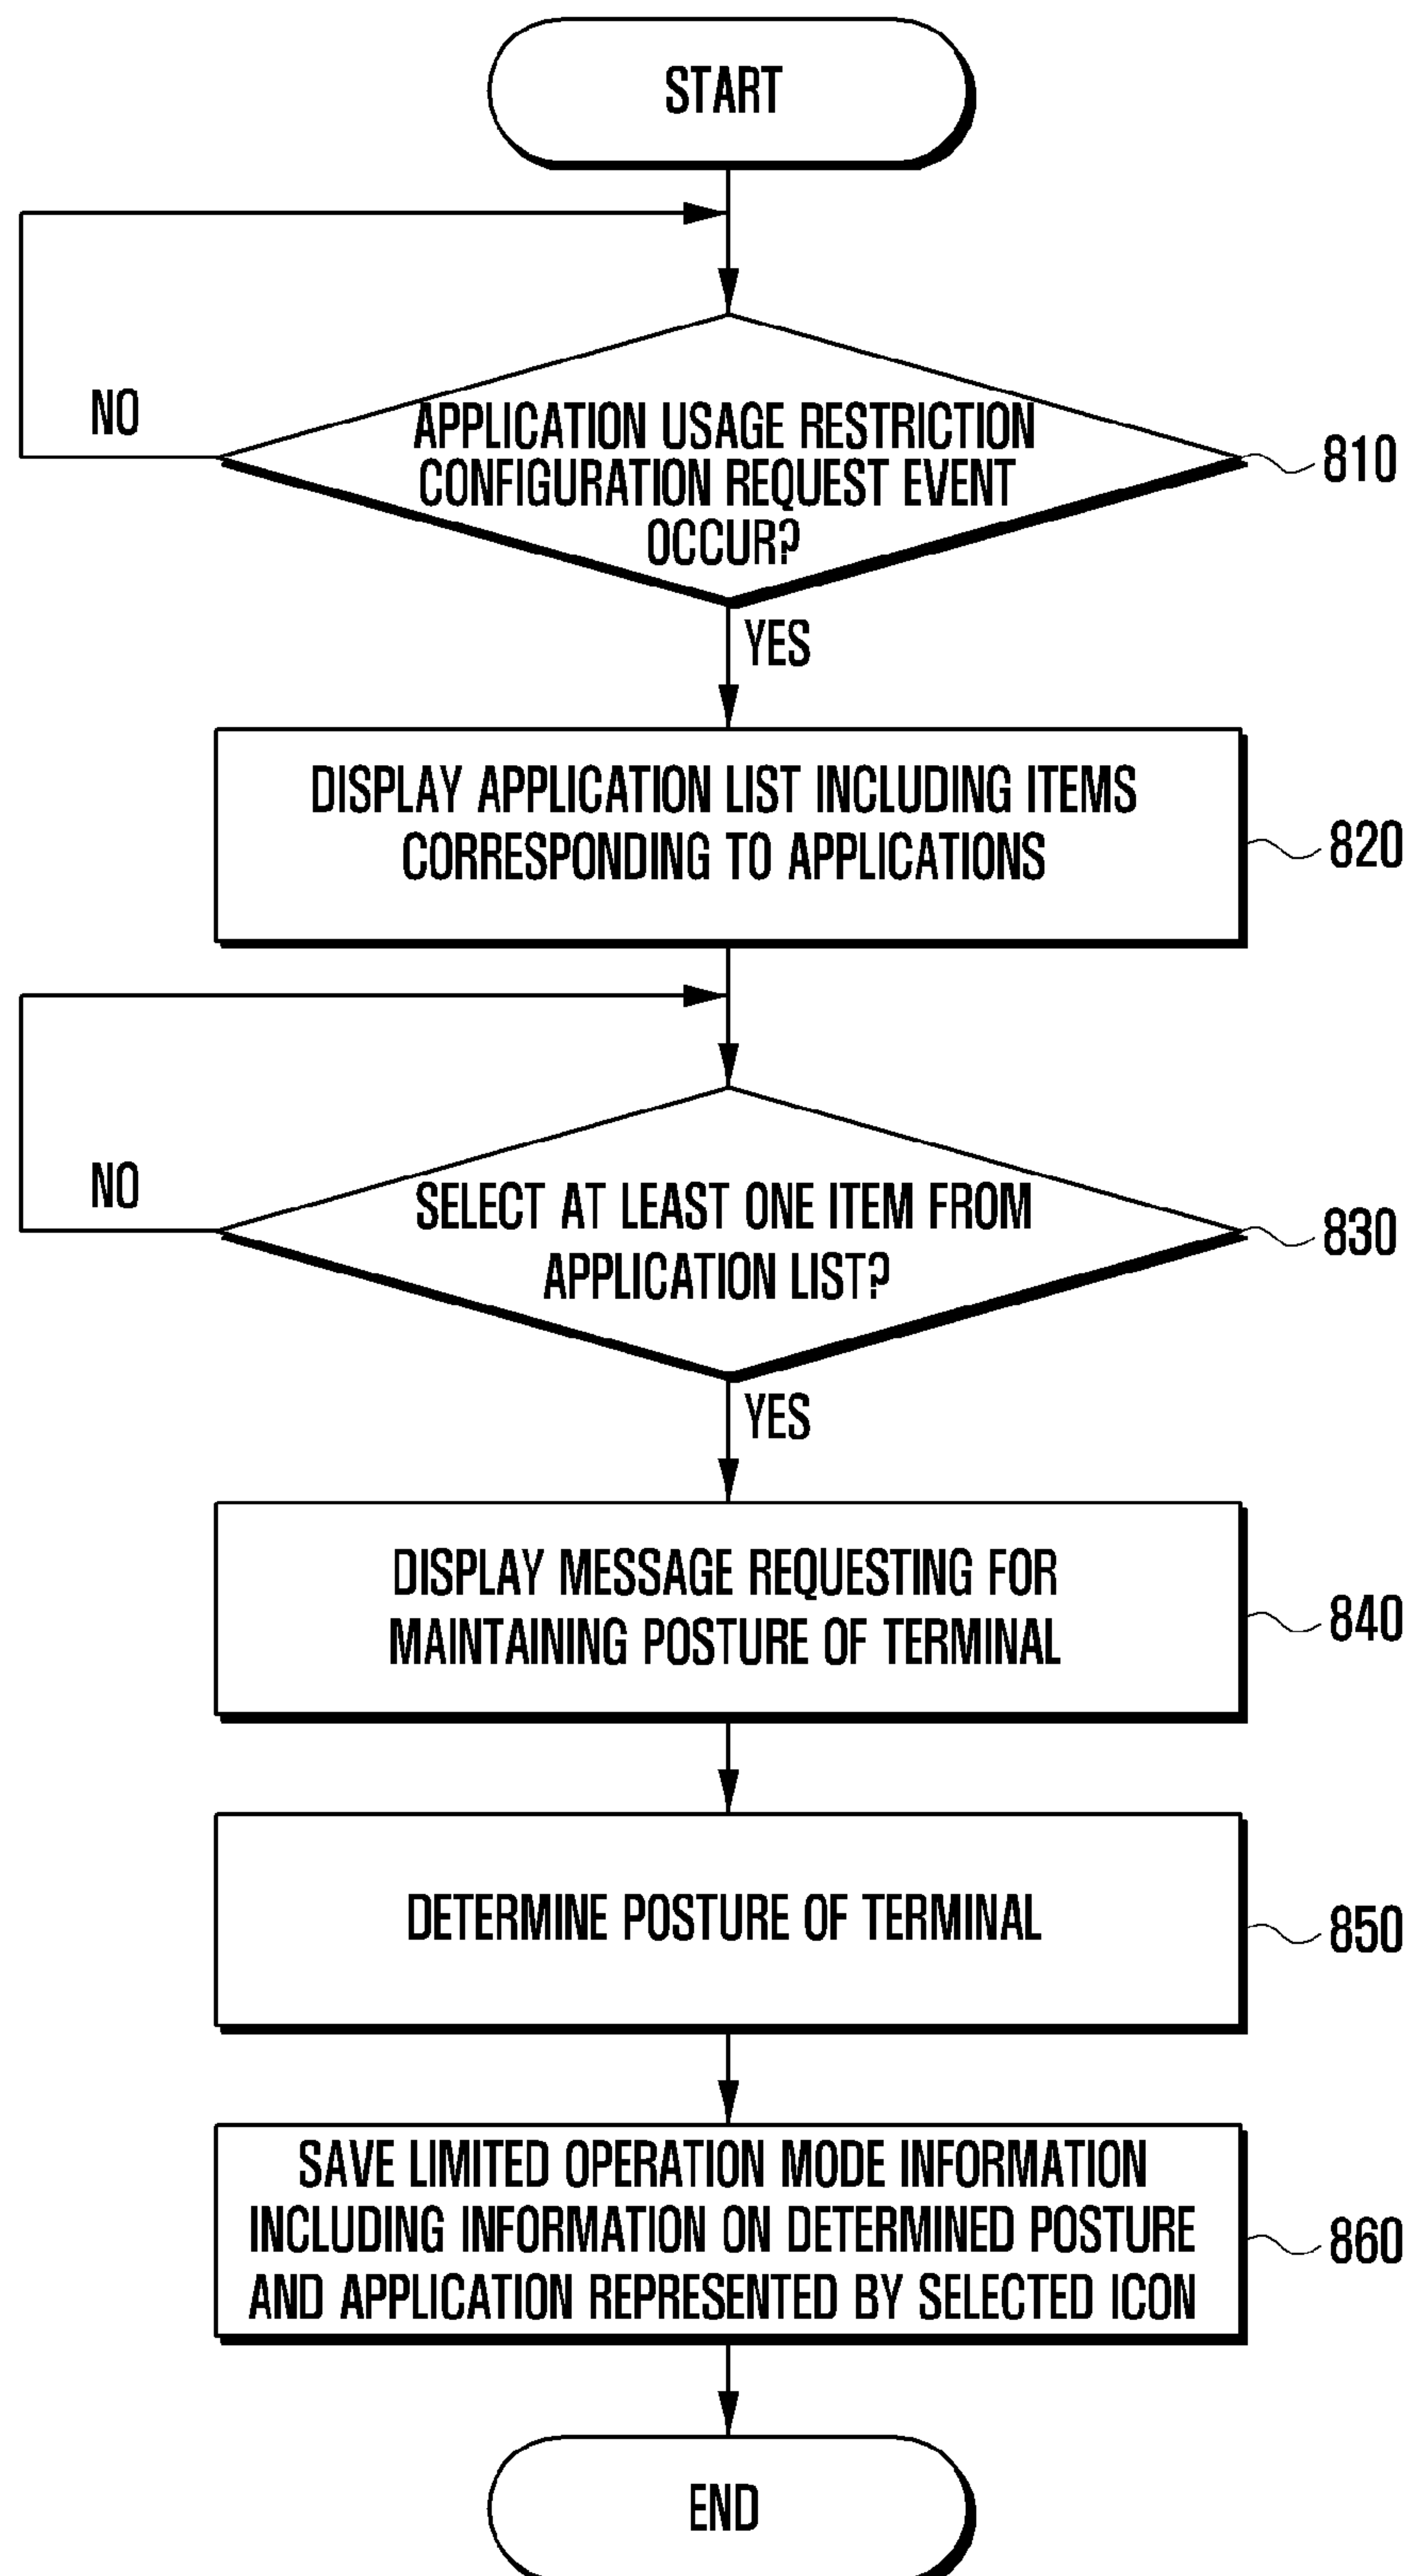 START
NO
APPLICATION USAGE RESTRICTION
CONFIGURATION REQUEST EVENT
OCCUR?
810
YES
DISPLAY APPLICATION LIST INCLUDING ITEMS
CORRESPONDING TO APPLICATIONS
820
NO
SELECT AT LEAST ONE ITEM FROM
APPLICATION LIST?
830
YES
DISPLAY MESSAGE REQUESTING FOR
MAINTAINING POSTURE OF TERMINAL
840
DETERMINE POSTURE OF TERMINAL
850
SAVE LIMITED OPERATION MODE INFORMATION
INCLUDING INFORMATION ON DETERMINED POSTURE
AND APPLICATION REPRESENTED BY SELECTED ICON
860
END